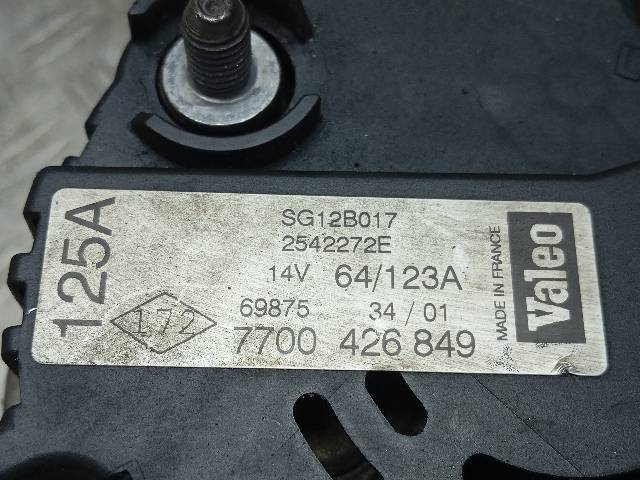 125A
SG12B017
2542272E
14V 64/123A
69875 34/01
172
7700 426 849
MADE IN FRANCE
Valeo